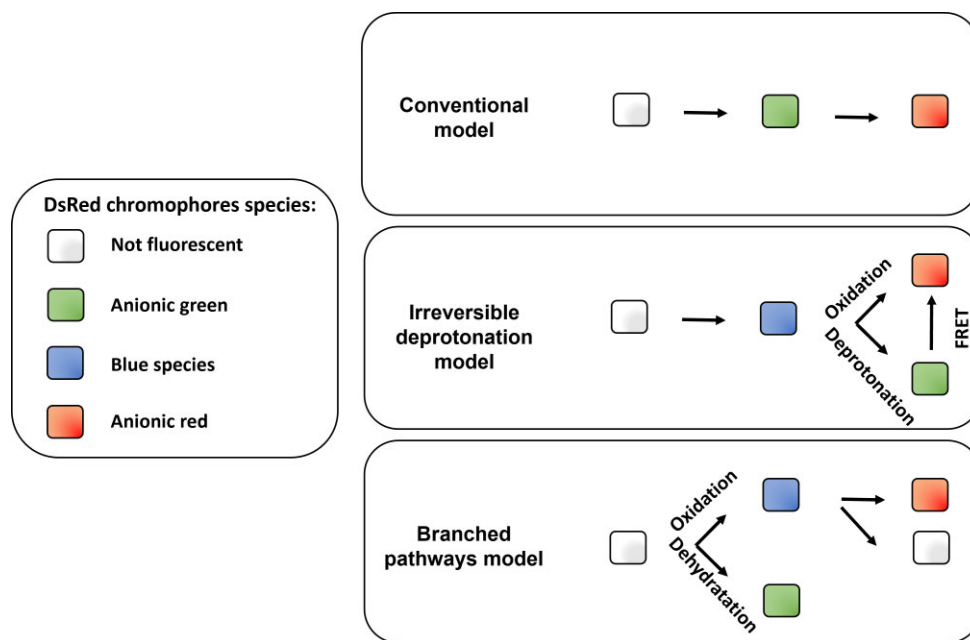 Conventional
model
DsRed chromophores species:
Not fluorescent
Anionic green
Blue species
Anionic red
Irreversible
deprotonation
model
Oxidation
Deprotonation
FRET
Branched
pathways model
Oxidation
Dehydratation